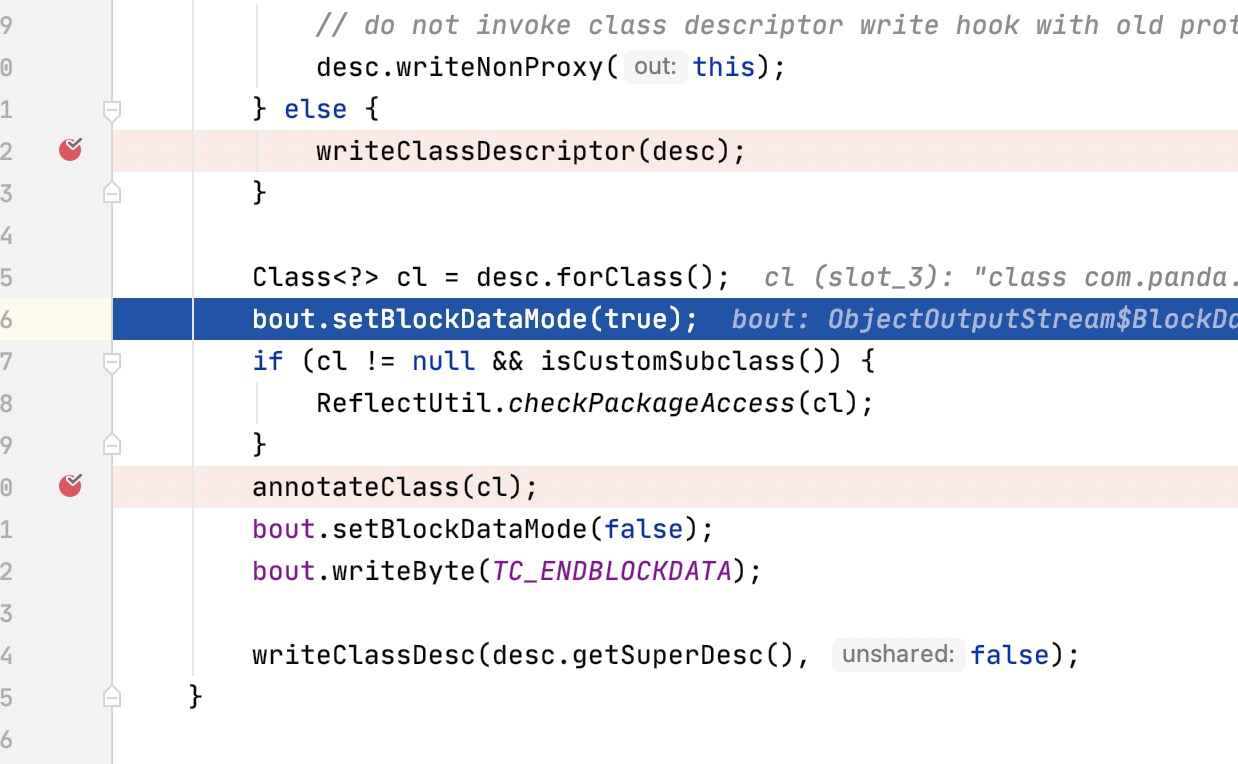 9 // do not invoke class descriptor write hook with old prot
0 desc.writeNonProxy( out: this);
1 } else {
2 writeClassDescriptor(desc);
3 }
4
5 Class<?> cl = desc.forClass(); cl (slot_3): "class com.panda.
6 bout.setBlockDataMode(true); bout: ObjectOutputStream$BlockDa
7 if (cl != null && isCustomSubclass()) {
8 ReflectUtil.checkPackageAccess(cl);
9 }
0 annotateClass(cl);
1 bout.setBlockDataMode(false);
2 bout.writeByte(TC_ENDBLOCKDATA);
3
4 writeClassDesc(desc.getSuperDesc(), unshared: false);
5 }
6